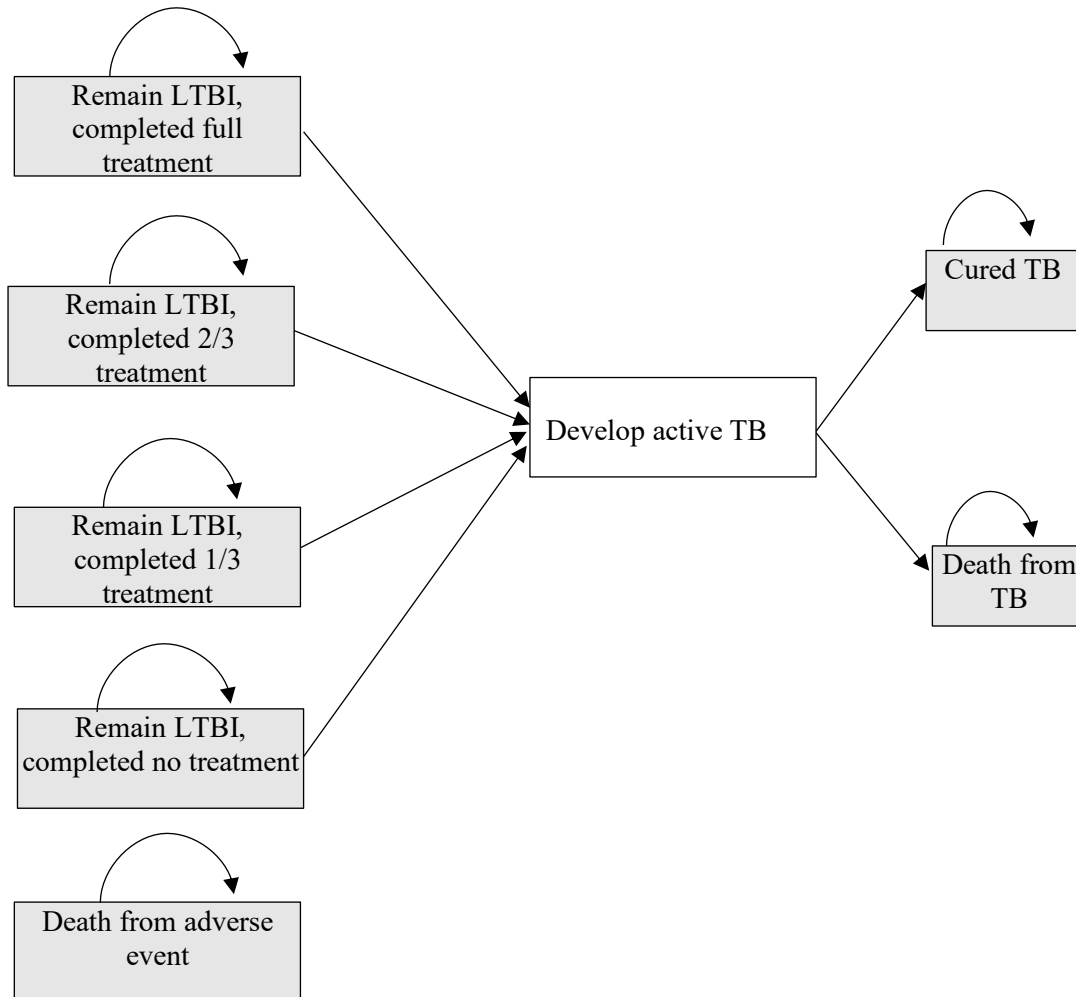 Remain LTBI,
completed full
treatment
Remain LTBI,
completed 2/3
treatment
Remain LTBI,
completed 1/3
treatment
Remain LTBI,
completed no treatment
Death from adverse
event
Develop active TB
Cured TB
Death from
TB